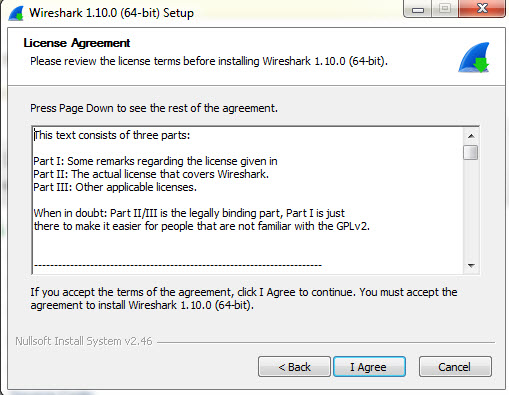 Wireshark 1.10.0 (64-bit) Setup
License Agreement
Please review the license terms before installing Wireshark 1.10.0 (64-bit).
Press Page Down to see the rest of the agreement.
This text consists of three parts:
Part I: Some remarks regarding the license given in
Part II: The actual license that covers Wireshark.
Part III: Other applicable licenses.
When in doubt: Part II/III is the legally binding part, Part I is just
there to make it easier for people that are not familiar with the GPLv2.
--------------------------------------------------------------------
If you accept the terms of the agreement, click I Agree to continue. You must accept the
agreement to install Wireshark 1.10.0 (64-bit).
Nullsoft Install System v2.46
< Back
I Agree
Cancel